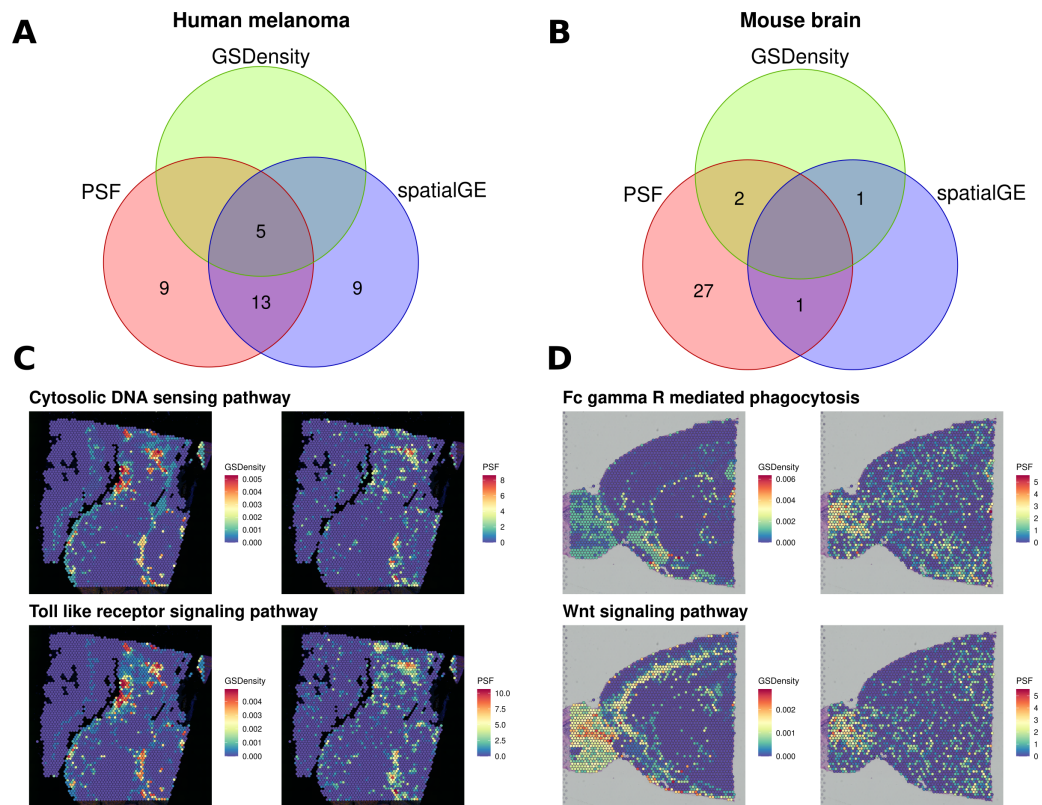 A
Human melanoma
GSDensity
PSF
spatialGE
5
9
13
9
B
Mouse brain
GSDensity
PSF
spatialGE
2
1
27
1
C
Cytosolic DNA sensing pathway
GSDensity
0.005
0.004
0.003
0.002
0.001
0.000
PSF
8
6
4
2
0
Toll like receptor signaling pathway
GSDensity
0.004
0.003
0.002
0.001
0.000
PSF
10.0
7.5
5.0
2.5
0.0
D
Fc gamma R mediated phagocytosis
GSDensity
0.006
0.004
0.002
0.000
PSF
5
4
3
2
1
0
Wnt signaling pathway
GSDensity
0.002
0.001
0.000
PSF
5
4
3
2
1
0